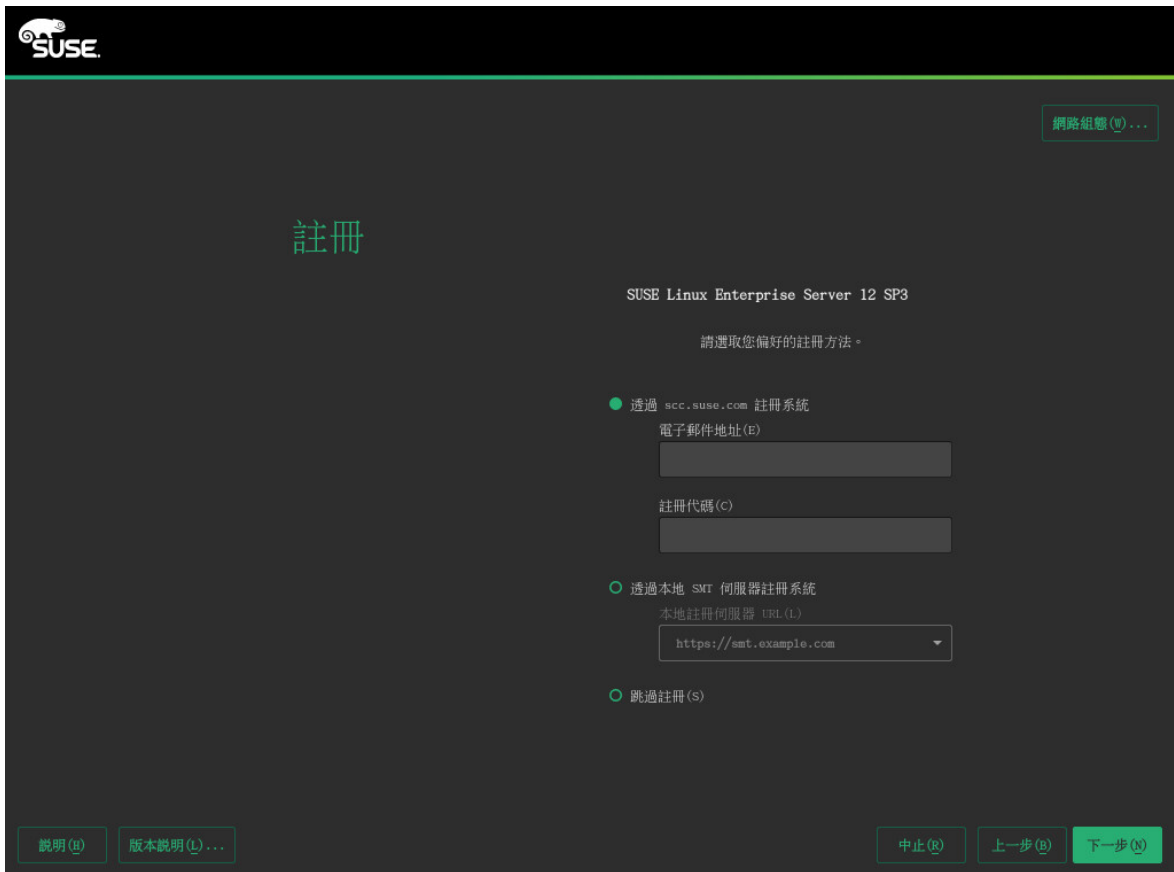 SUSE.
網路組態(W)...
註冊
SUSE Linux Enterprise Server 12 SP3
請選取您偏好的註冊方法。
透過 scc.suse.com 註冊系統
電子郵件地址(E)
註冊代碼(C)
透過本地 SMT 伺服器註冊系統
本地註冊伺服器 URL(L)
https://smt.example.com
跳過註冊(S)
說明(H) 版本說明(L)... 中止(R) 上一步(B) 下一步(N)